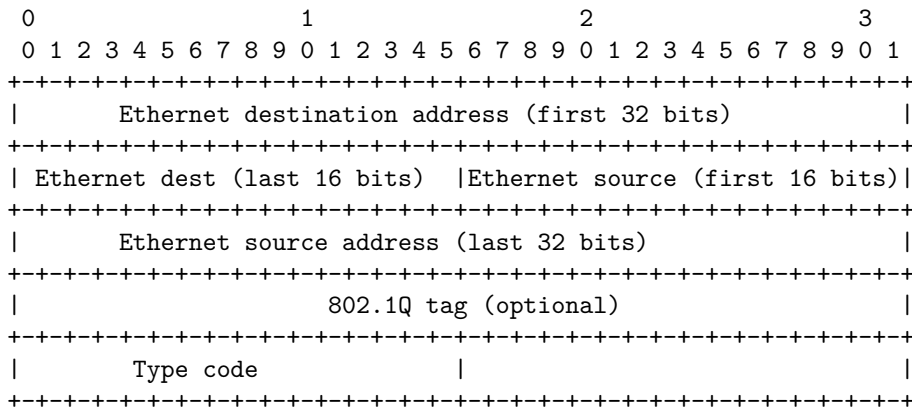 0                   1                   2                   3
 0 1 2 3 4 5 6 7 8 9 0 1 2 3 4 5 6 7 8 9 0 1 2 3 4 5 6 7 8 9 0 1
+-+-+-+-+-+-+-+-+-+-+-+-+-+-+-+-+-+-+-+-+-+-+-+-+-+-+-+-+-+-+-+-+
|       Ethernet destination address (first 32 bits)            |
+-+-+-+-+-+-+-+-+-+-+-+-+-+-+-+-+-+-+-+-+-+-+-+-+-+-+-+-+-+-+-+-+
| Ethernet dest (last 16 bits)  |Ethernet source (first 16 bits)|
+-+-+-+-+-+-+-+-+-+-+-+-+-+-+-+-+-+-+-+-+-+-+-+-+-+-+-+-+-+-+-+-+
|       Ethernet source address (last 32 bits)                  |
+-+-+-+-+-+-+-+-+-+-+-+-+-+-+-+-+-+-+-+-+-+-+-+-+-+-+-+-+-+-+-+-+
|                      802.1Q tag (optional)                    |
+-+-+-+-+-+-+-+-+-+-+-+-+-+-+-+-+-+-+-+-+-+-+-+-+-+-+-+-+-+-+-+-+
|        Type code              |                               |
+-+-+-+-+-+-+-+-+-+-+-+-+-+-+-+-+-+-+-+-+-+-+-+-+-+-+-+-+-+-+-+-+